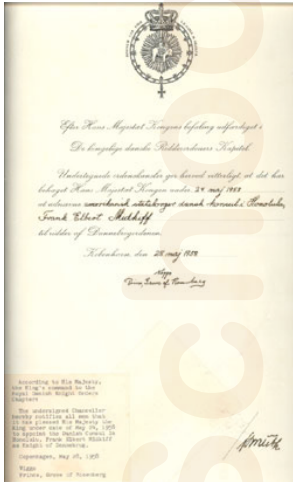 Efter Hans Majestæt Kongens befaling udfærdiget i
De kongelige danske Ridderordeners Kapitel.
Undertegnede ordenskansler gør herved vitterligt, at det har
behaget Hans Majestæt Kongen under 24 maj 1958
at udnævne amerikansk statsborger dansk konsul i Honolulu,
Frank Elbert Midkiff
til ridder af Dannebrogordenen.
København, den 28 maj 1958
Viggo
According to His Majesty,
the King's command to the
Royal Danish Knight Orders
Chapter:
The undersigned Chancellor
hereby notifies all men that
it has pleased His Majesty the
King under date of May 24, 1958
to appoint the Danish Consul in
Honolulu, Frank Elbert Midkiff
as Knight of Dannebrog.
Copenhagen, May 28, 1958
Viggo
Prince, Grove of Rosenborg